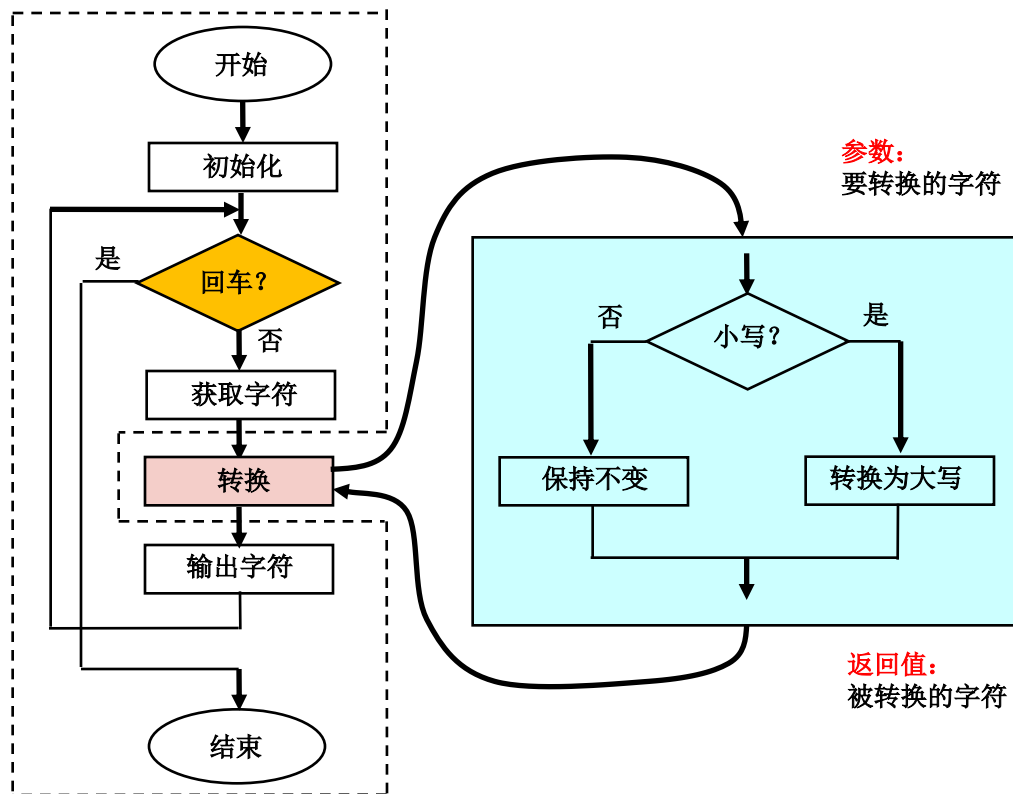 开始
初始化
是
回车？
否
获取字符
转换
输出字符
结束
参数：
要转换的字符
小写？
否
是
保持不变
转换为大写
返回值：
被转换的字符